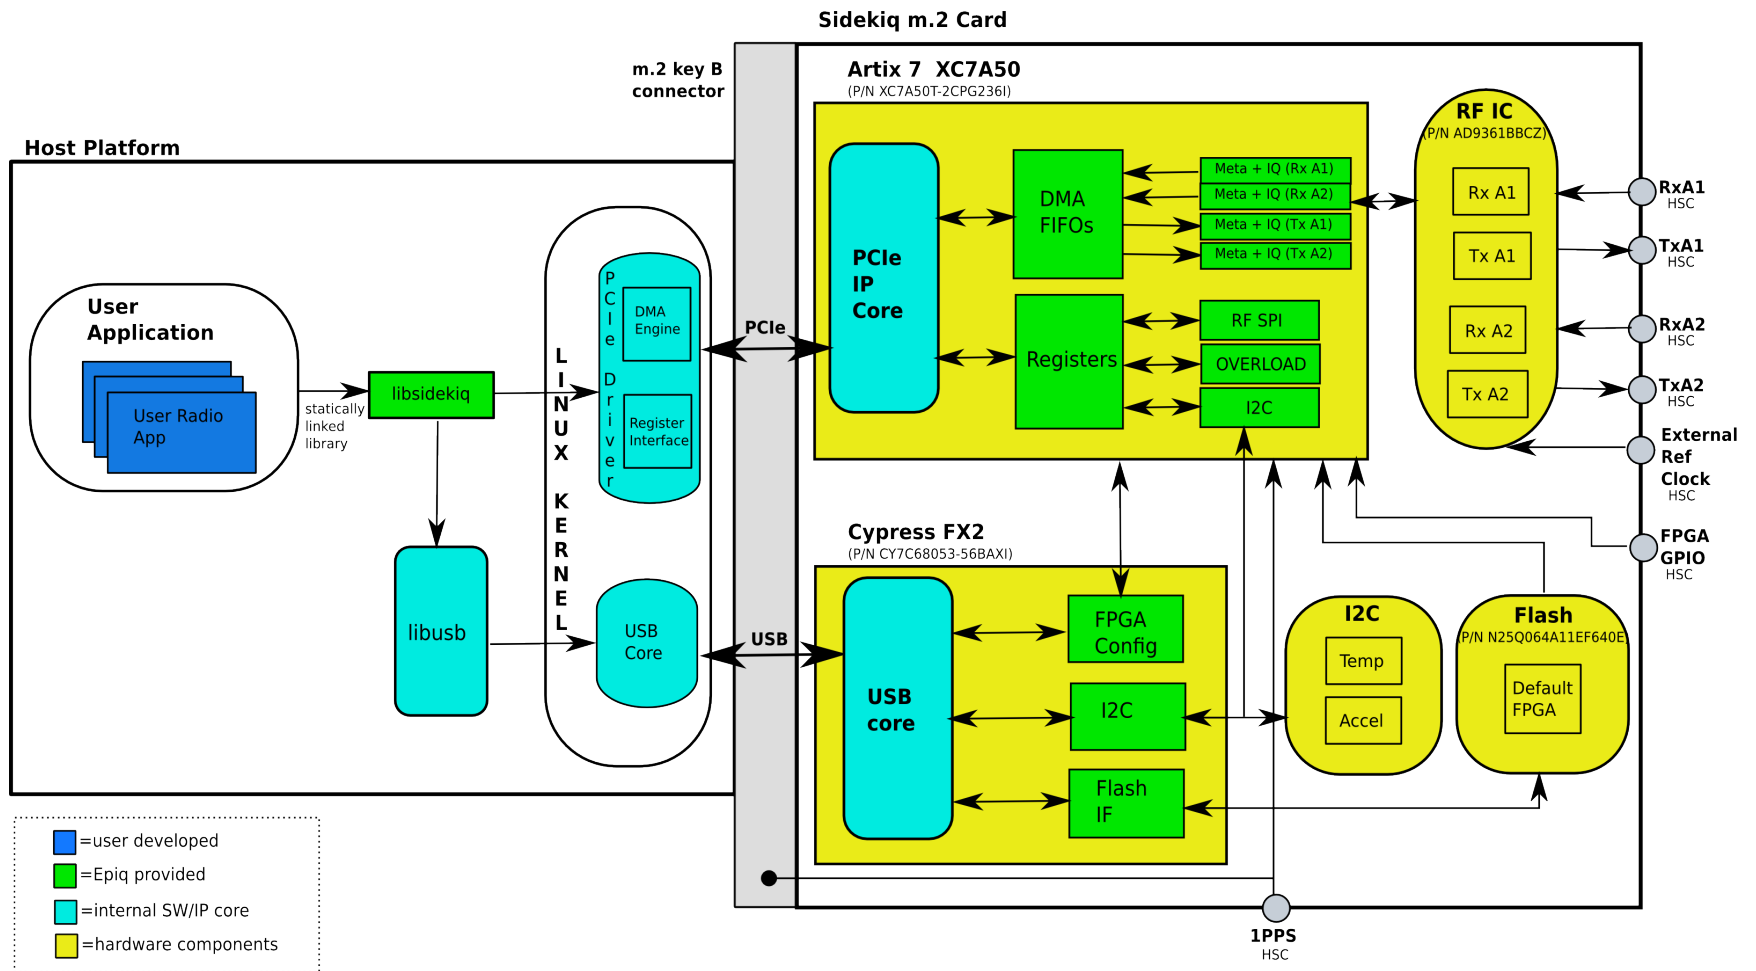 Sidekiq m.2 Card
m.2 key B
connector
Artix 7 XC7A50
(P/N XC7A50T-2CPG236I)
Host Platform
User
Application
User Radio
App
statically
linked
library
libsidekiq
libusb
LINUX KERNEL
PCIe Driver
DMA
Engine
Register
Interface
USB
Core
PCIe
USB
PCIe
IP
Core
DMA
FIFOs
Meta + IQ (Rx A1)
Meta + IQ (Rx A2)
Meta + IQ (Tx A1)
Meta + IQ (Tx A2)
Registers
RF SPI
OVERLOAD
I2C
RF IC
(P/N AD9361BBCZ)
Rx A1
Tx A1
Rx A2
Tx A2
RxA1
HSC
TxA1
HSC
RxA2
HSC
TxA2
HSC
External
Ref
Clock
HSC
FPGA
GPIO
HSC
Cypress FX2
(P/N CY7C68053-56BAXI)
USB
core
FPGA
Config
I2C
Flash
IF
I2C
Temp
Accel
Flash
(P/N N25Q064A11EF640E)
Default
FPGA
1PPS
HSC
=user developed
=Epiq provided
=internal SW/IP core
=hardware components